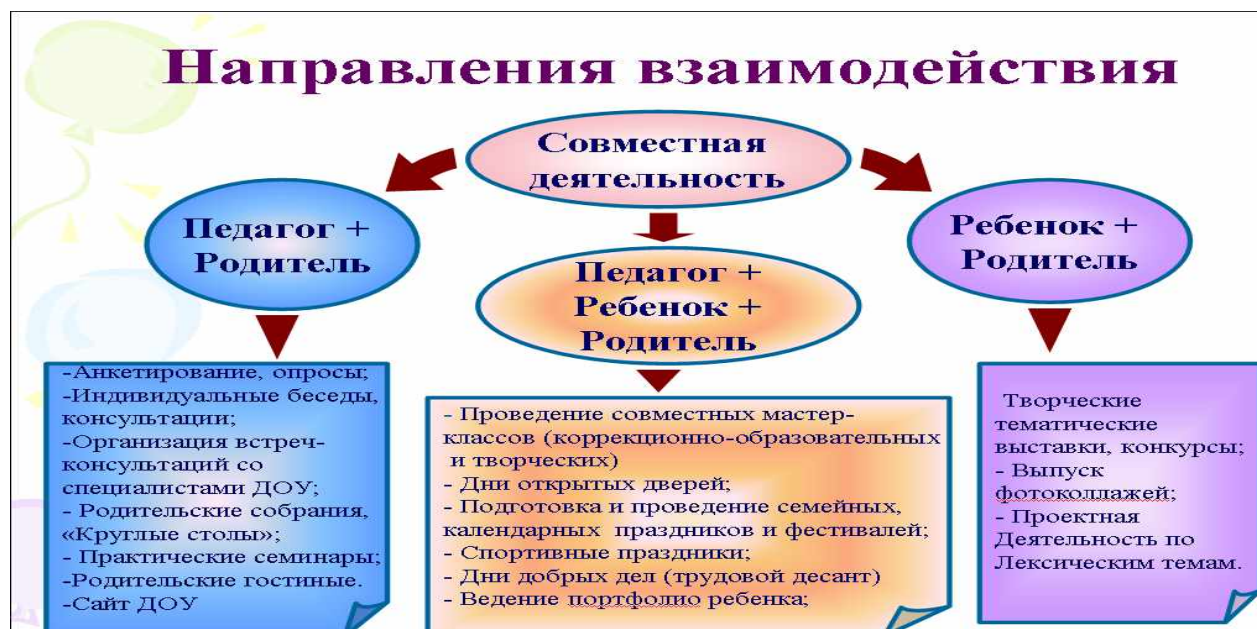 Направления взаимодействия
Совместная
деятельность
Педагог +
Родитель
Педагог +
Ребенок +
Родитель
Ребенок +
Родитель
-Анкетирование, опросы;
-Индивидуальные беседы,
консультации;
-Организация встреч-
консультаций со
специалистами ДОУ;
- Родительские собрания,
«Круглые столы»;
- Практические семинары;
-Родительские гостиные.
-Сайт ДОУ
- Проведение совместных мастер-
классов (коррекционно-образовательных
и творческих)
- Дни открытых дверей;
- Подготовка и проведение семейных,
календарных праздников и фестивалей;
- Спортивные праздники;
- Дни добрых дел (трудовой десант)
- Ведение портфолио ребенка;
Творческие
тематические
выставки, конкурсы;
- Выпуск
фотоколлажей;
- Проектная
Деятельность по
Лексическим темам.